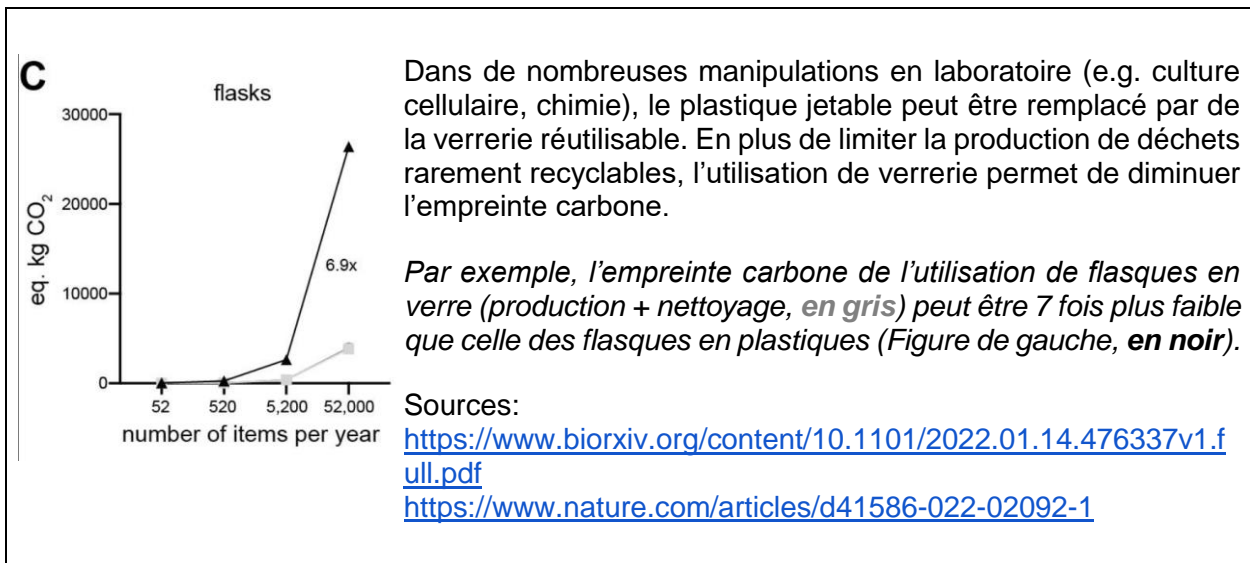 C
flasks
30000
20000
10000
0
eq. kg CO2
6.9x
52 520 5,200 52,000
number of items per year
Dans de nombreuses manipulations en laboratoire (e.g. culture
cellulaire, chimie), le plastique jetable peut être remplacé par de
la verrerie réutilisable. En plus de limiter la production de déchets
rarement recyclables, l'utilisation de verrerie permet de diminuer
l'empreinte carbone.
Par exemple, l'empreinte carbone de l'utilisation de flasques en
verre (production + nettoyage, en gris) peut être 7 fois plus faible
que celle des flasques en plastiques (Figure de gauche, en noir).
Sources:
https://www.biorxiv.org/content/10.1101/2022.01.14.476337v1.f
ull.pdf
https://www.nature.com/articles/d41586-022-02092-1